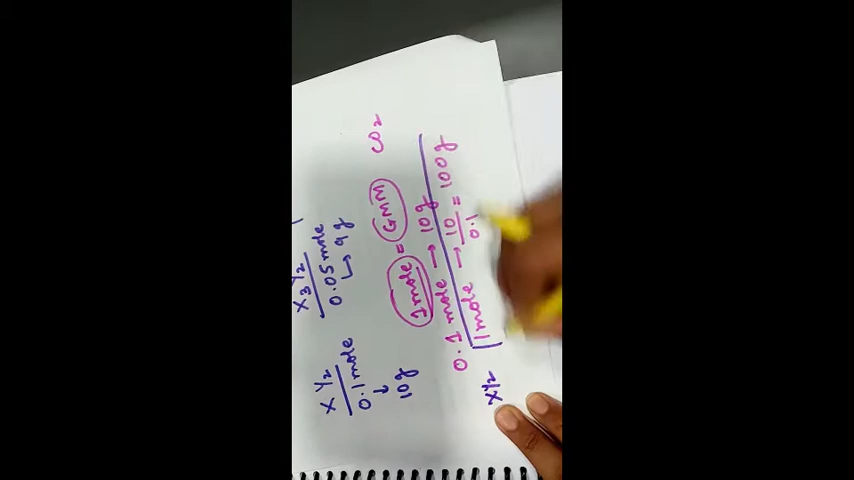 XY₂
0.1 mole
↓
10g
X₃Y₂
0.05 mole
↳ 9g
1 mole = GMM CO₂
0.1 mole → 10g
1 mole → 10/0.1 = 100g
XY₂